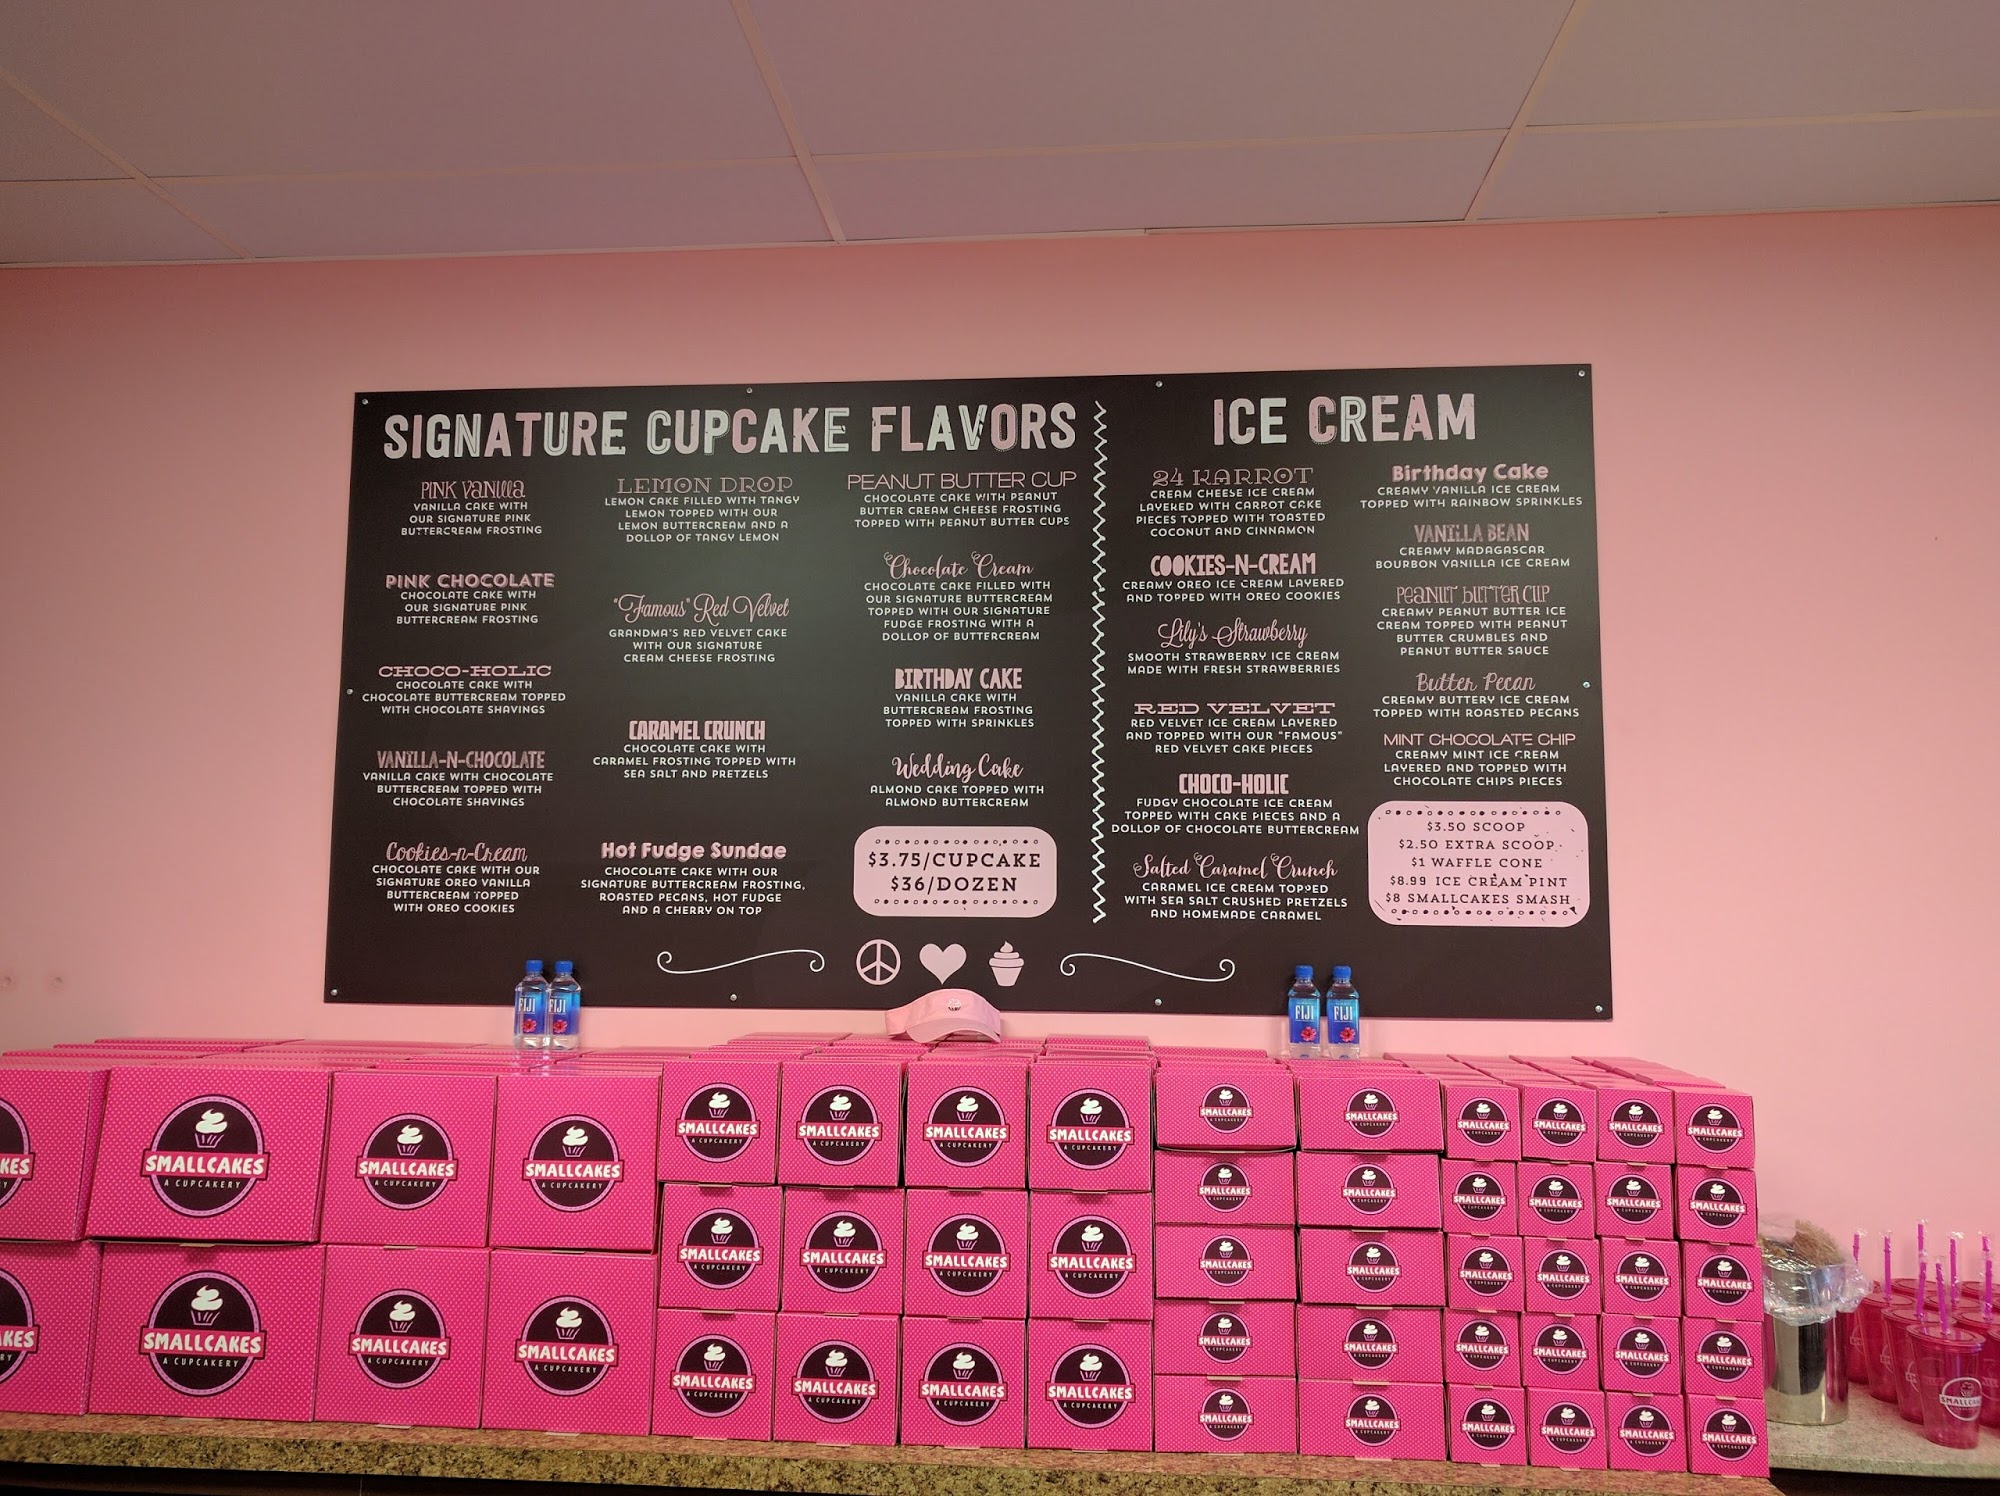 SIGNATURE CUPCAKE FLAVORS
PINK VANILLA
VANILLA CAKE WITH
OUR SIGNATURE PINK
BUTTERCREAM FROSTING
PINK CHOCOLATE
CHOCOLATE CAKE WITH
OUR SIGNATURE PINK
BUTTERCREAM FROSTING
CHOCO-HOLIC
CHOCOLATE CAKE WITH
CHOCOLATE BUTTERCREAM TOPPED
WITH CHOCOLATE SHAVINGS
VANILLA-N-CHOCOLATE
VANILLA CAKE WITH CHOCOLATE
BUTTERCREAM TOPPED WITH
CHOCOLATE SHAVINGS
Cookies-n-Cream
CHOCOLATE CAKE WITH OUR
SIGNATURE OREO VANILLA
BUTTERCREAM TOPPED
WITH OREO COOKIES
LEMON DROP
LEMON CAKE FILLED WITH TANGY
LEMON TOPPED WITH OUR
LEMON BUTTERCREAM AND A
DOLLOP OF TANGY LEMON
"Famous" Red Velvet
GRANDMA'S RED VELVET CAKE
WITH OUR SIGNATURE
CREAM CHEESE FROSTING
CARAMEL CRUNCH
CHOCOLATE CAKE WITH
CARAMEL FROSTING TOPPED WITH
SEA SALT AND PRETZELS
Hot Fudge Sundae
CHOCOLATE CAKE WITH OUR
SIGNATURE BUTTERCREAM FROSTING,
ROASTED PECANS, HOT FUDGE
AND A CHERRY ON TOP
PEANUT BUTTER CUP
CHOCOLATE CAKE WITH PEANUT
BUTTER CREAM CHEESE FROSTING
TOPPED WITH PEANUT BUTTER CUPS
Chocolate Cream
CHOCOLATE CAKE FILLED WITH
OUR SIGNATURE BUTTERCREAM
TOPPED WITH OUR SIGNATURE
FUDGE FROSTING WITH A
DOLLOP OF BUTTERCREAM
BIRTHDAY CAKE
VANILLA CAKE WITH
BUTTERCREAM FROSTING
TOPPED WITH SPRINKLES
Wedding Cake
ALMOND CAKE TOPPED WITH
ALMOND BUTTERCREAM
$3.75/CUPCAKE
$36/DOZEN
ICE CREAM
24 KARROT
CREAM CHEESE ICE CREAM
LAYERED WITH CARROT CAKE
PIECES TOPPED WITH TOASTED
COCONUT AND CINNAMON
COOKIES-N-CREAM
CREAMY OREO ICE CREAM LAYERED
AND TOPPED WITH OREO COOKIES
Lily's Strawberry
SMOOTH STRAWBERRY ICE CREAM
MADE WITH FRESH STRAWBERRIES
RED VELVET
RED VELVET ICE CREAM LAYERED
AND TOPPED WITH OUR "FAMOUS"
RED VELVET CAKE PIECES
CHOCO-HOLIC
FUDGY CHOCOLATE ICE CREAM
TOPPED WITH CAKE PIECES AND A
DOLLOP OF CHOCOLATE BUTTERCREAM
Salted Caramel Crunch
CARAMEL ICE CREAM TOPPED
WITH SEA SALT CRUSHED PRETZELS
AND HOMEMADE CARAMEL
Birthday Cake
CREAMY VANILLA ICE CREAM
TOPPED WITH RAINBOW SPRINKLES
VANILLA BEAN
CREAMY MADAGASCAR
BOURBON VANILLA ICE CREAM
PEANUT BUTTER CUP
CREAMY PEANUT BUTTER ICE
CREAM TOPPED WITH PEANUT
BUTTER CRUMBLES AND
PEANUT BUTTER SAUCE
Butter Pecan
CREAMY BUTTERY ICE CREAM
TOPPED WITH ROASTED PECANS
MINT CHOCOLATE CHIP
CREAMY MINT ICE CREAM
LAYERED AND TOPPED WITH
CHOCOLATE CHIPS PIECES
$3.50 SCOOP
$2.50 EXTRA SCOOP
$1 WAFFLE CONE
$8.99 ICE CREAM PINT
$8 SMALLCAKES SMASH
FIJI
FIJI
FIJI
FIJI
SMALLCAKES
A CUPCAKERY